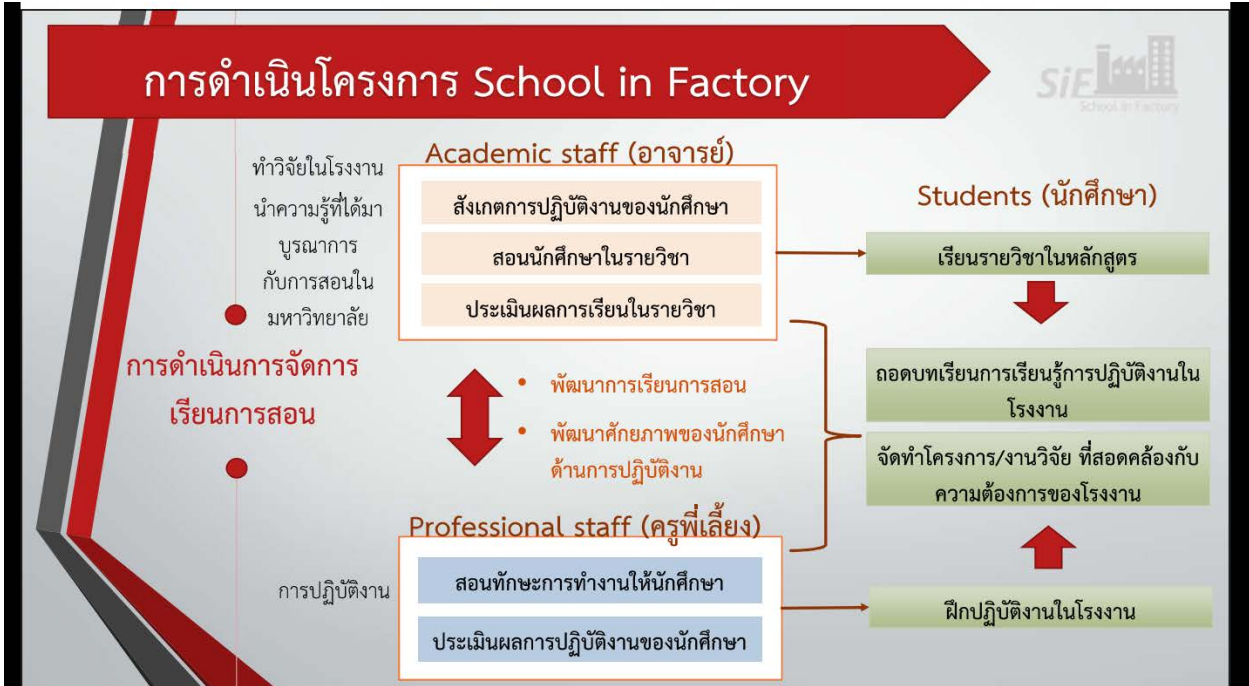 การดำเนินโครงการ School in Factory
SiF
School in Factory
ทำวิจัยในโรงงาน
นำความรู้ที่ได้มา
บูรณาการ
กับการสอนใน
มหาวิทยาลัย
การดำเนินการจัดการ
เรียนการสอน
การปฏิบัติงาน
Academic staff (อาจารย์)
สังเกตการปฏิบัติงานของนักศึกษา
สอนนักศึกษาในรายวิชา
ประเมินผลการเรียนในรายวิชา
• พัฒนาการเรียนการสอน
• พัฒนาศักยภาพของนักศึกษา
ด้านการปฏิบัติงาน
Professional staff (ครูพี่เลี้ยง)
สอนทักษะการทำงานให้นักศึกษา
ประเมินผลการปฏิบัติงานของนักศึกษา
Students (นักศึกษา)
เรียนรายวิชาในหลักสูตร
ถอดบทเรียนการเรียนรู้การปฏิบัติงานใน
โรงงาน
จัดทำโครงการ/งานวิจัย ที่สอดคล้องกับ
ความต้องการของโรงงาน
ฝึกปฏิบัติงานในโรงงาน